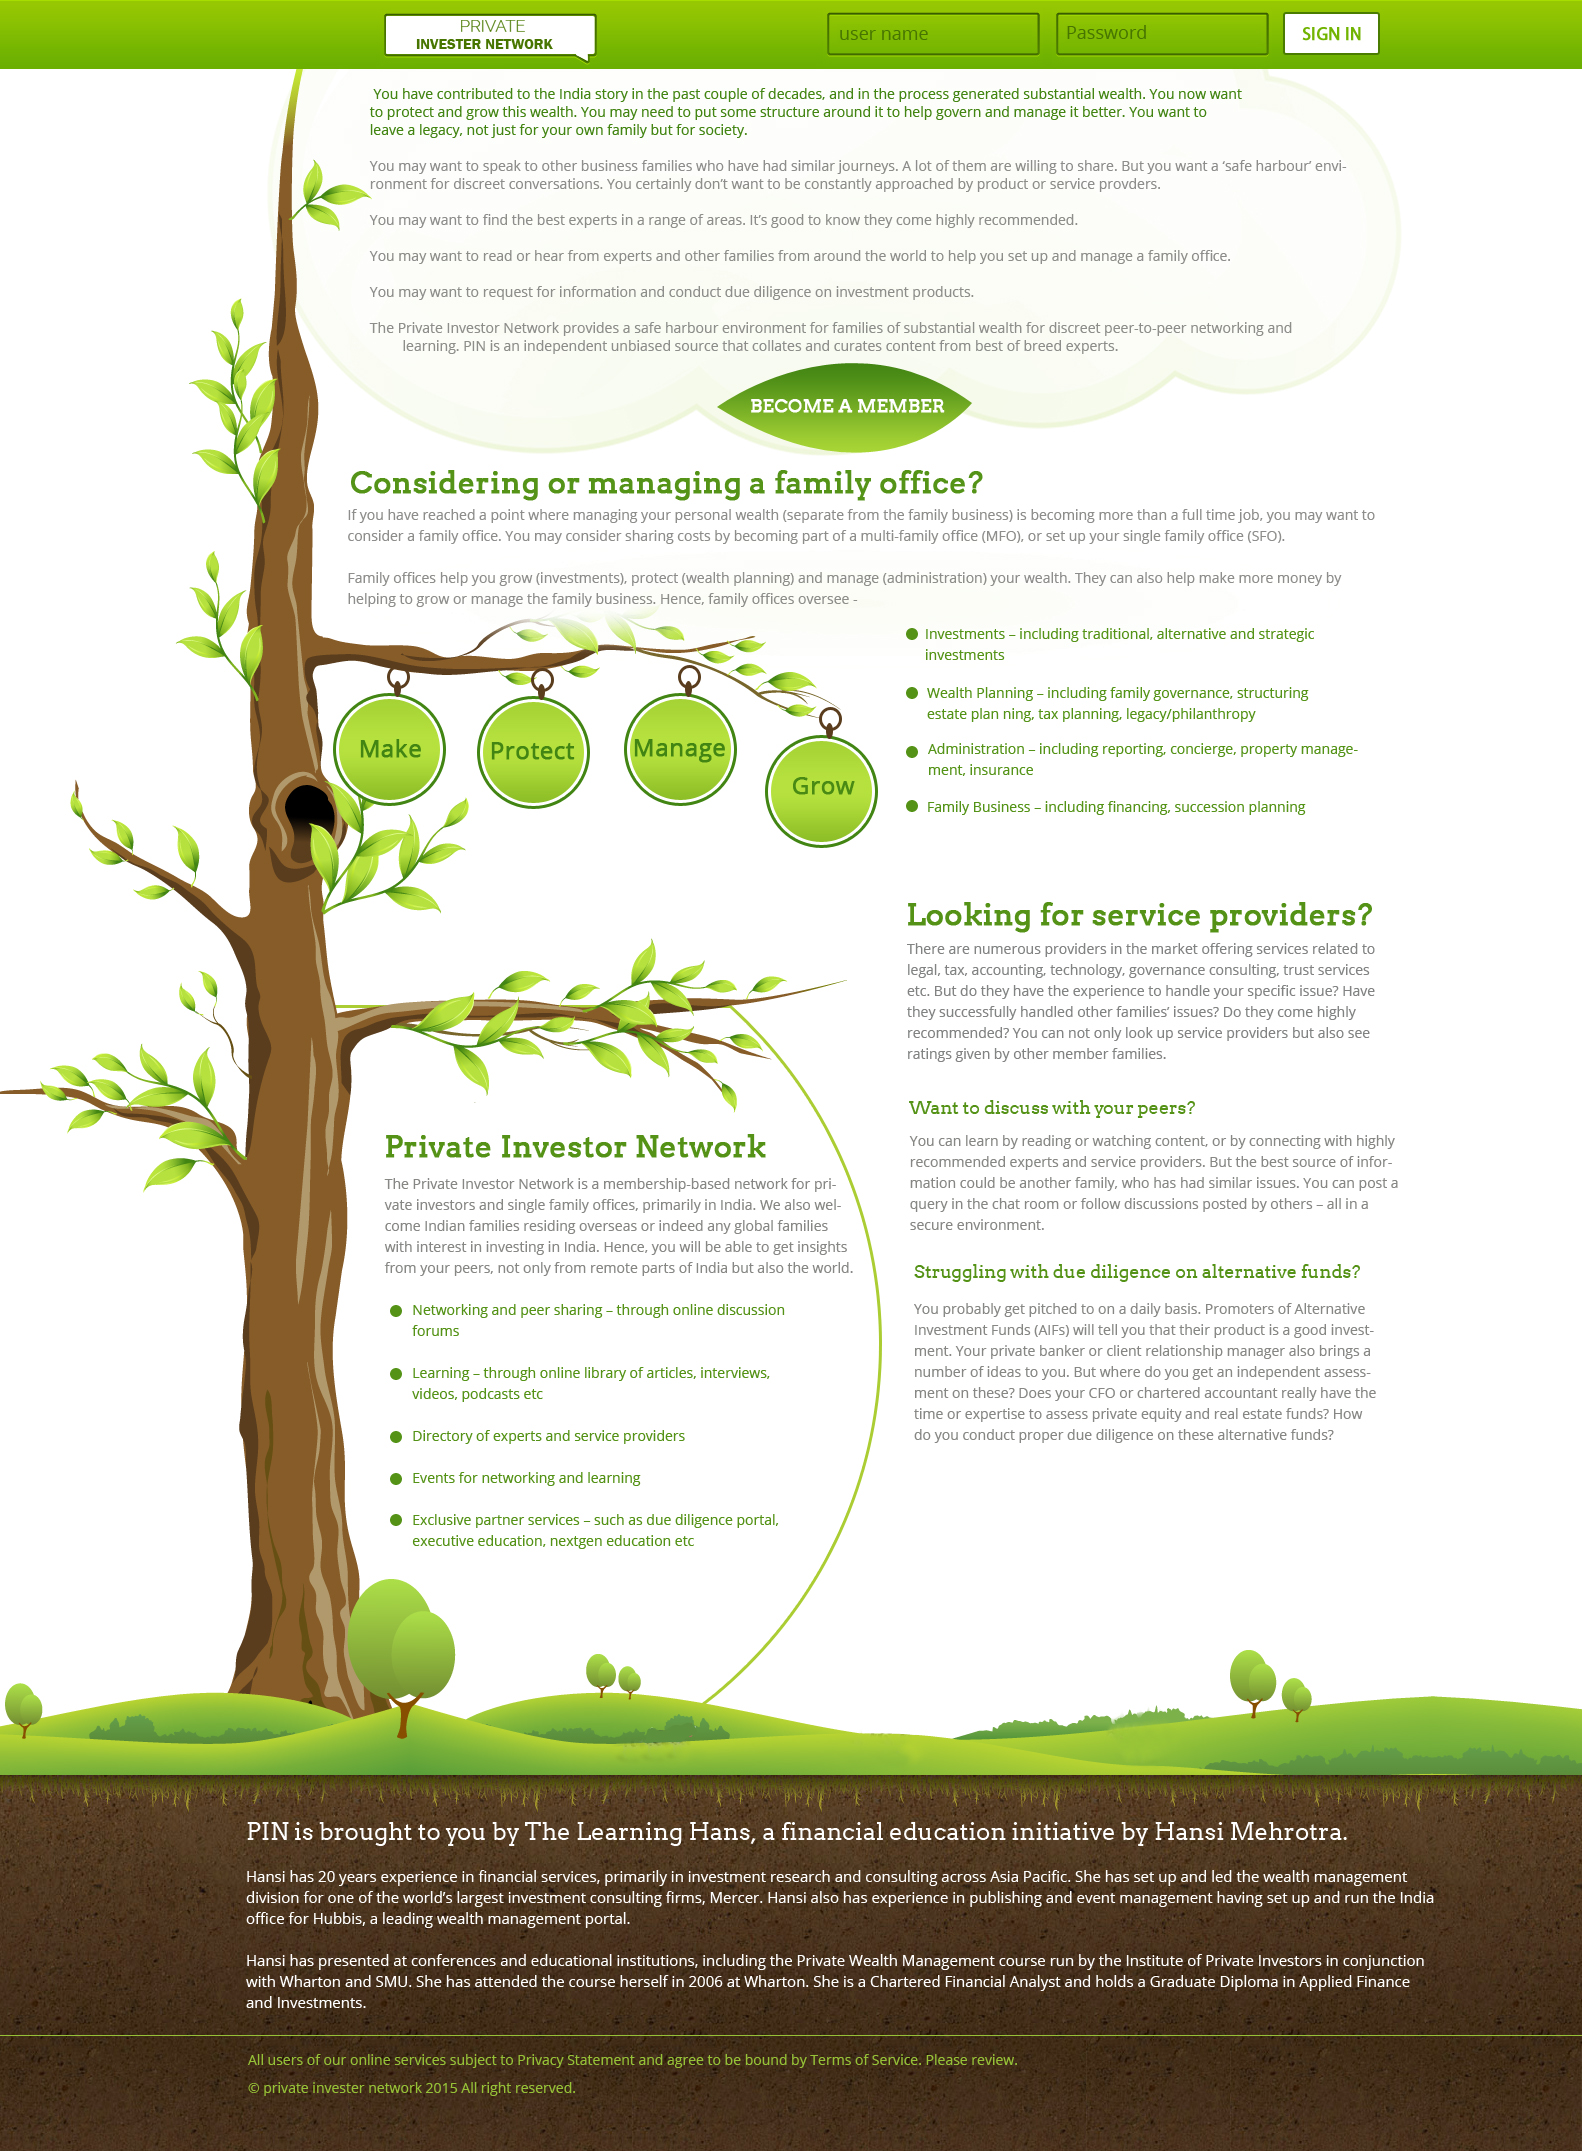 PRIVATE
INVESTER NETWORK
user name
Password
SIGN IN
You have contributed to the India story in the past couple of decades, and in the process generated substantial wealth. You now want
to protect and grow this wealth. You may need to put some structure around it to help govern and manage it better. You want to
leave a legacy, not just for your own family but for society.
You may want to speak to other business families who have had similar journeys. A lot of them are willing to share. But you want a ‘safe harbour’ envi-
ronment for discreet conversations. You certainly don’t want to be constantly approached by product or service provders.
You may want to find the best experts in a range of areas. It’s good to know they come highly recommended.
You may want to read or hear from experts and other families from around the world to help you set up and manage a family office.
You may want to request for information and conduct due diligence on investment products.
The Private Investor Network provides a safe harbour environment for families of substantial wealth for discreet peer-to-peer networking and
learning. PIN is an independent unbiased source that collates and curates content from best of breed experts.
BECOME A MEMBER
Considering or managing a family office?
If you have reached a point where managing your personal wealth (separate from the family business) is becoming more than a full time job, you may want to
consider a family office. You may consider sharing costs by becoming part of a multi-family office (MFO), or set up your single family office (SFO).
Family offices help you grow (investments), protect (wealth planning) and manage (administration) your wealth. They can also help make more money by
helping to grow or manage the family business. Hence, family offices oversee -
Make
Protect
Manage
Grow
Investments – including traditional, alternative and strategic
investments
Wealth Planning – including family governance, structuring
estate plan ning, tax planning, legacy/philanthropy
Administration – including reporting, concierge, property manage-
ment, insurance
Family Business – including financing, succession planning
Looking for service providers?
There are numerous providers in the market offering services related to
legal, tax, accounting, technology, governance consulting, trust services
etc. But do they have the experience to handle your specific issue? Have
they successfully handled other families’ issues? Do they come highly
recommended? You can not only look up service providers but also see
ratings given by other member families.
Want to discuss with your peers?
You can learn by reading or watching content, or by connecting with highly
recommended experts and service providers. But the best source of infor-
mation could be another family, who has had similar issues. You can post a
query in the chat room or follow discussions posted by others – all in a
secure environment.
Struggling with due diligence on alternative funds?
You probably get pitched to on a daily basis. Promoters of Alternative
Investment Funds (AIFs) will tell you that their product is a good invest-
ment. Your private banker or client relationship manager also brings a
number of ideas to you. But where do you get an independent assess-
ment on these? Does your CFO or chartered accountant really have the
time or expertise to assess private equity and real estate funds? How
do you conduct proper due diligence on these alternative funds?
Private Investor Network
The Private Investor Network is a membership-based network for pri-
vate investors and single family offices, primarily in India. We also wel-
come Indian families residing overseas or indeed any global families
with interest in investing in India. Hence, you will be able to get insights
from your peers, not only from remote parts of India but also the world.
Networking and peer sharing – through online discussion
forums
Learning – through online library of articles, interviews,
videos, podcasts etc
Directory of experts and service providers
Events for networking and learning
Exclusive partner services – such as due diligence portal,
executive education, nextgen education etc
PIN is brought to you by The Learning Hans, a financial education initiative by Hansi Mehrotra.
Hansi has 20 years experience in financial services, primarily in investment research and consulting across Asia Pacific. She has set up and led the wealth management
division for one of the world’s largest investment consulting firms, Mercer. Hansi also has experience in publishing and event management having set up and run the India
office for Hubbis, a leading wealth management portal.
Hansi has presented at conferences and educational institutions, including the Private Wealth Management course run by the Institute of Private Investors in conjunction
with Wharton and SMU. She has attended the course herself in 2006 at Wharton. She is a Chartered Financial Analyst and holds a Graduate Diploma in Applied Finance
and Investments.
All users of our online services subject to Privacy Statement and agree to be bound by Terms of Service. Please review.
© private invester network 2015 All right reserved.